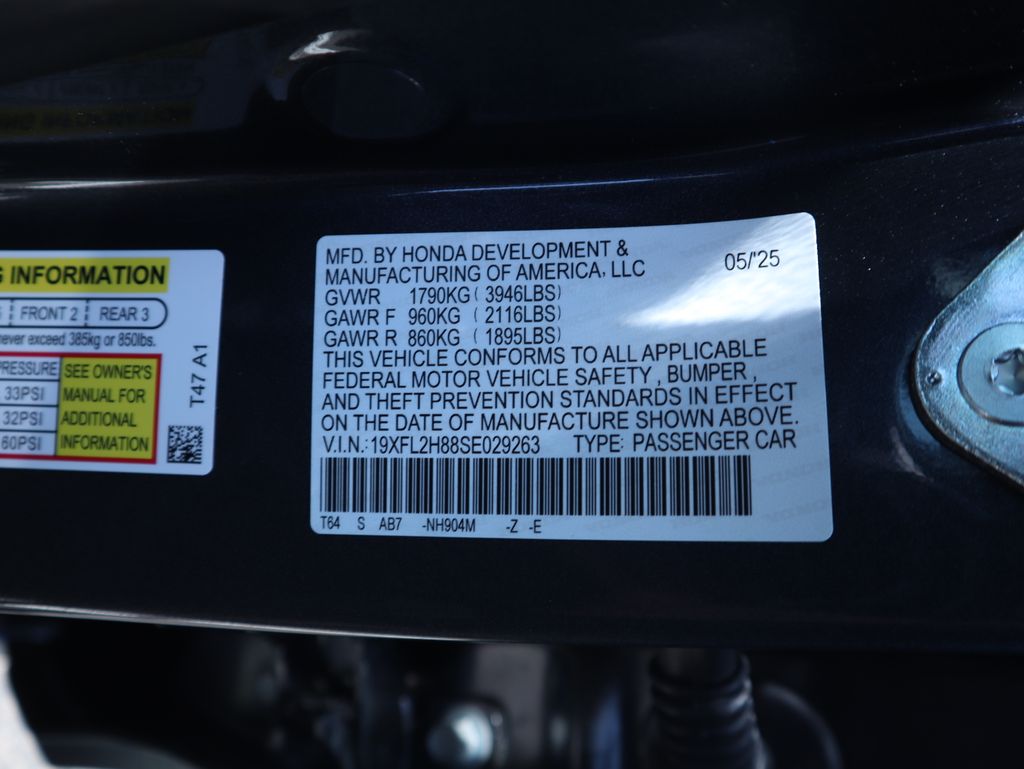 G INFORMATION
FRONT 2 REAR 3
never exceed 385kg or 850lbs.
PRESSURE SEE OWNER'S
33PSI MANUAL FOR
32PSI ADDITIONAL
60PSI INFORMATION
T47 A1
MFD. BY HONDA DEVELOPMENT &
MANUFACTURING OF AMERICA, LLC 05/'25
GVWR 1790KG ( 3946LBS)
GAWR F 960KG ( 2116LBS)
GAWR R 860KG ( 1895LBS)
THIS VEHICLE CONFORMS TO ALL APPLICABLE
FEDERAL MOTOR VEHICLE SAFETY , BUMPER ,
AND THEFT PREVENTION STANDARDS IN EFFECT
ON THE DATE OF MANUFACTURE SHOWN ABOVE.
V.I.N.: 19XFL2H88SE029263 TYPE: PASSENGER CAR
T64 S AB7 -NH904M -Z -E